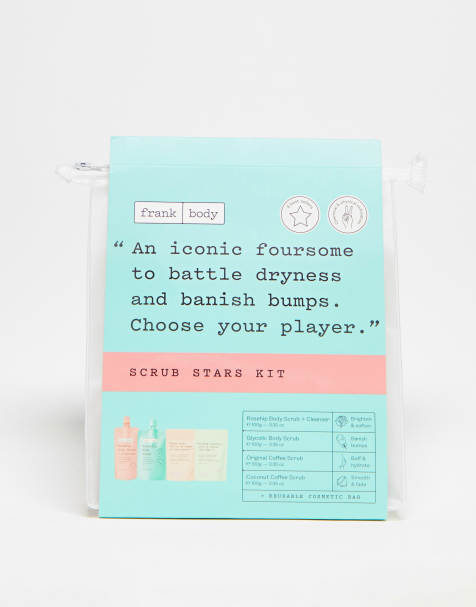 frank body
“ An iconic foursome
to battle dryness
and banish bumps.
Choose your player.”
SCRUB STARS KIT
Rosehip Body Scrub + Cleanser
Brighten
& soften
Glycolic Body Scrub
Banish
bumps
Original Coffee Scrub
Buff &
hydrate
Coconut Coffee Scrub
Smooth
& fade
+ REUSABLE COSMETIC BAG